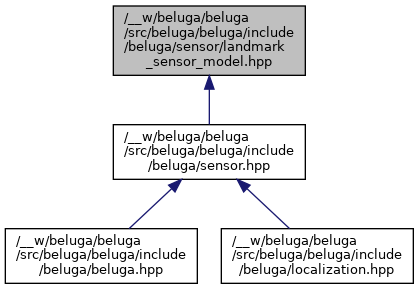 /__w/beluga/beluga
/src/beluga/beluga/include
/beluga/sensor/landmark
_sensor_model.hpp
/__w/beluga/beluga
/src/beluga/beluga/include
/beluga/sensor.hpp
/__w/beluga/beluga
/src/beluga/beluga/include
/beluga/beluga.hpp
/__w/beluga/beluga
/src/beluga/beluga/include
/beluga/localization.hpp